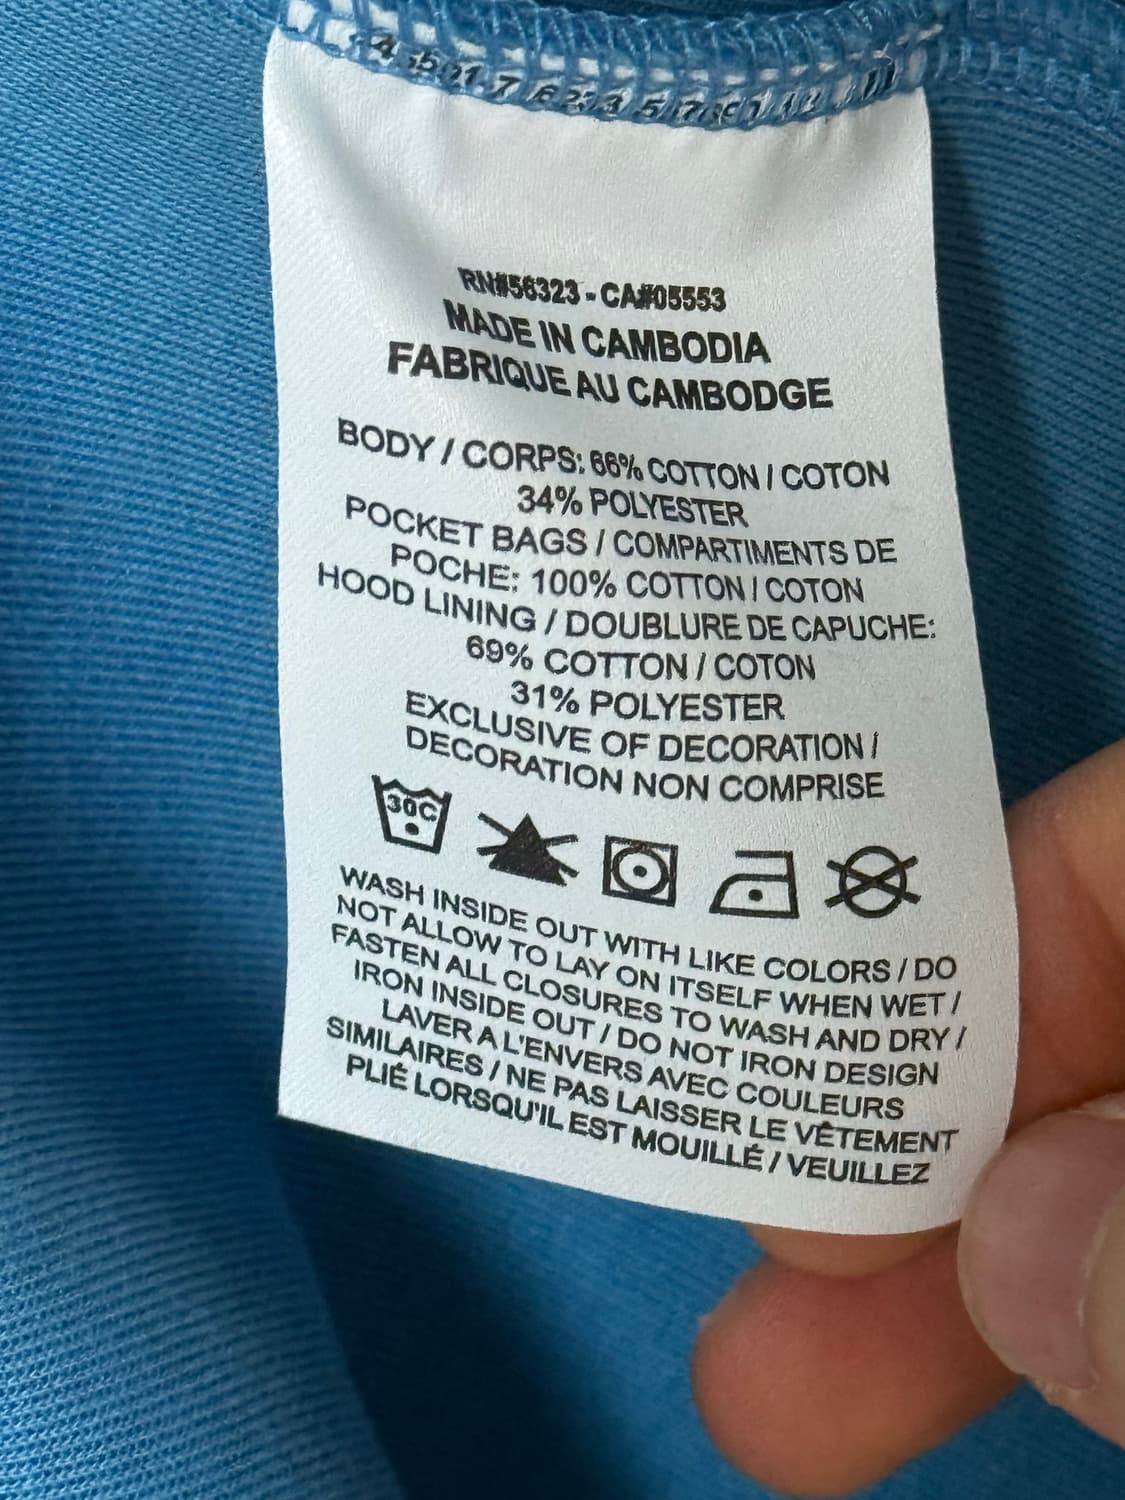 RN#56323 - CA#05553
MADE IN CAMBODIA
FABRIQUE AU CAMBODGE
BODY / CORPS: 66% COTTON / COTON
34% POLYESTER
POCKET BAGS / COMPARTIMENTS DE
POCHE: 100% COTTON / COTON
HOOD LINING / DOUBLURE DE CAPUCHE:
69% COTTON / COTON
31% POLYESTER
EXCLUSIVE OF DECORATION /
DECORATION NON COMPRISE
30C
WASH INSIDE OUT WITH LIKE COLORS / DO
NOT ALLOW TO LAY ON ITSELF WHEN WET /
FASTEN ALL CLOSURES TO WASH AND DRY /
IRON INSIDE OUT / DO NOT IRON DESIGN
LAVER A L'ENVERS AVEC COULEURS
SIMILAIRES / NE PAS LAISSER LE VÊTEMENT
PLIÉ LORSQU'IL EST MOUILLÉ / VEUILLEZ